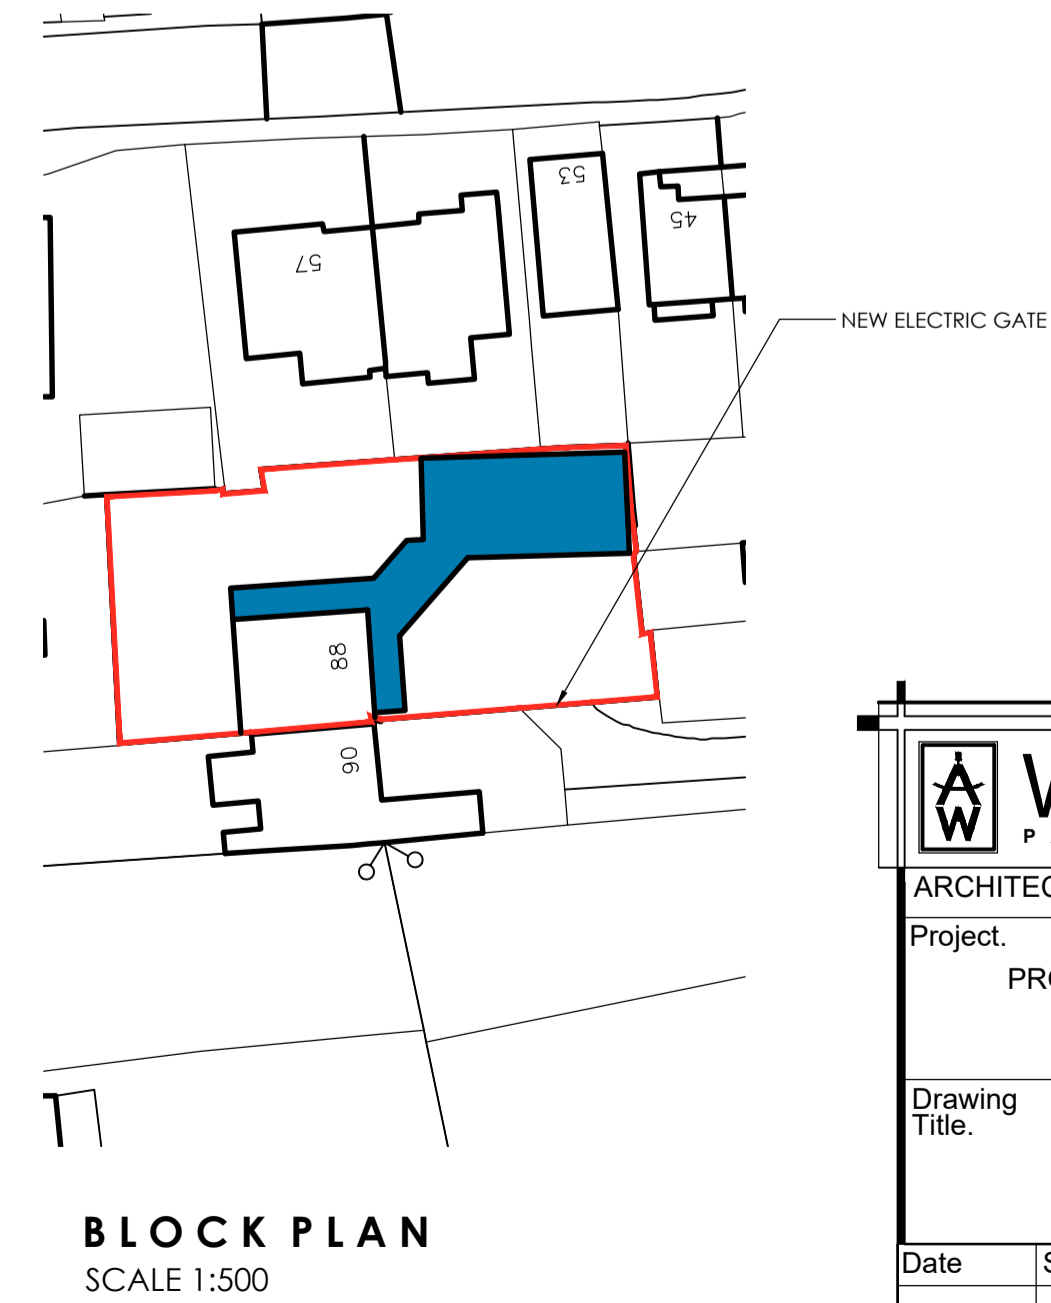 53
45
57
NEW ELECTRIC GATE
88
90
AW
P
ARCHITEC
Project.
PRO
Drawing
Title.
BLOCK PLAN
SCALE 1:500
Date
S